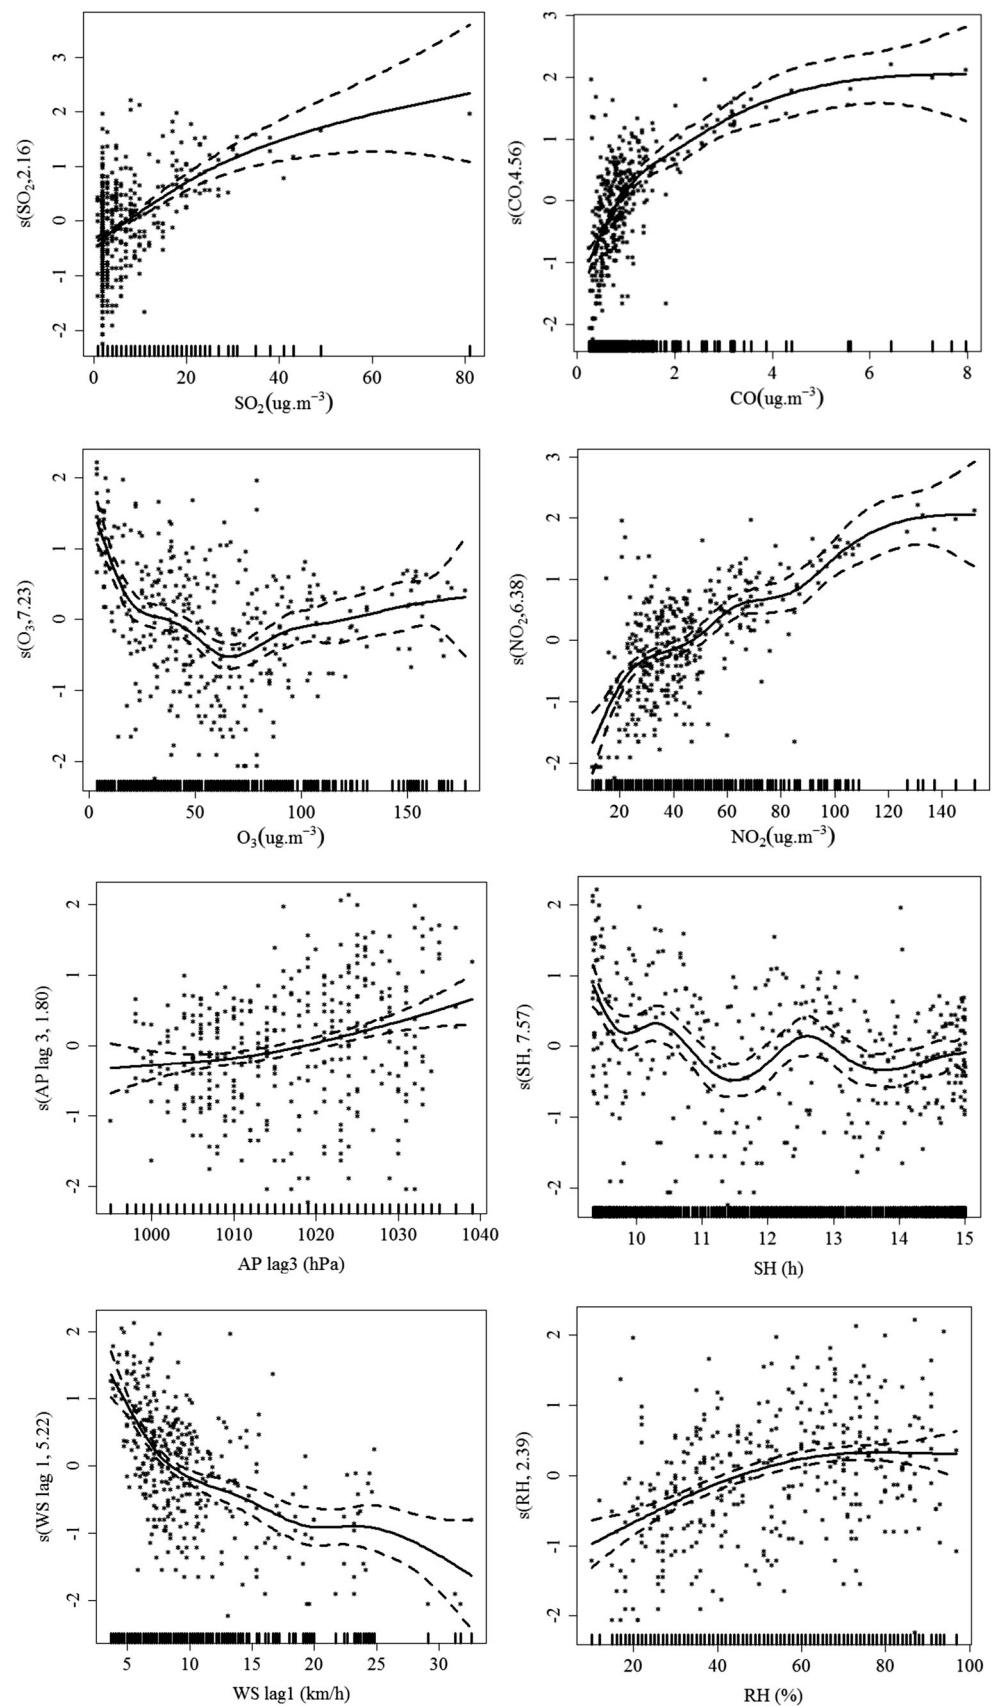 s(SO₂,2.16)
3
2
1
0
-1
-2
0 20 40 60 80
SO₂(ug.m⁻³)
s(CO,4.56)
3
2
1
0
-1
-2
0 2 4 6 8
CO(ug.m⁻³)
s(O₃,7.23)
2
1
0
-1
-2
0 50 100 150
O₃(ug.m⁻³)
s(NO₂,6.38)
3
2
1
0
-1
-2
20 40 60 80 100 120 140
NO₂(ug.m⁻³)
s(AP lag 3, 1.80)
2
1
0
-1
-2
1000 1010 1020 1030 1040
AP lag3 (hPa)
s(SH, 7.57)
2
1
0
-1
-2
10 11 12 13 14 15
SH (h)
s(WS lag 1, 5.22)
2
1
0
-1
-2
5 10 15 20 25 30
WS lag1 (km/h)
s(RH, 2.39)
2
1
0
-1
-2
20 40 60 80 100
RH (%)